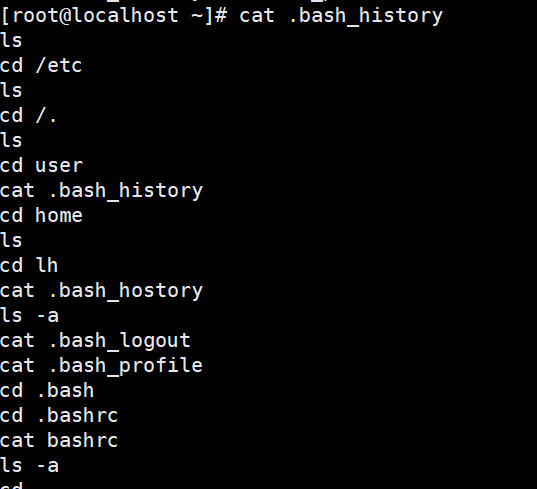 [root@localhost ~]# cat .bash_history
ls
cd /etc
ls
cd /.
ls
cd user
cat .bash_history
cd home
ls
cd lh
cat .bash_hostory
ls -a
cat .bash_logout
cat .bash_profile
cd .bash
cd .bashrc
cat bashrc
ls -a
cd